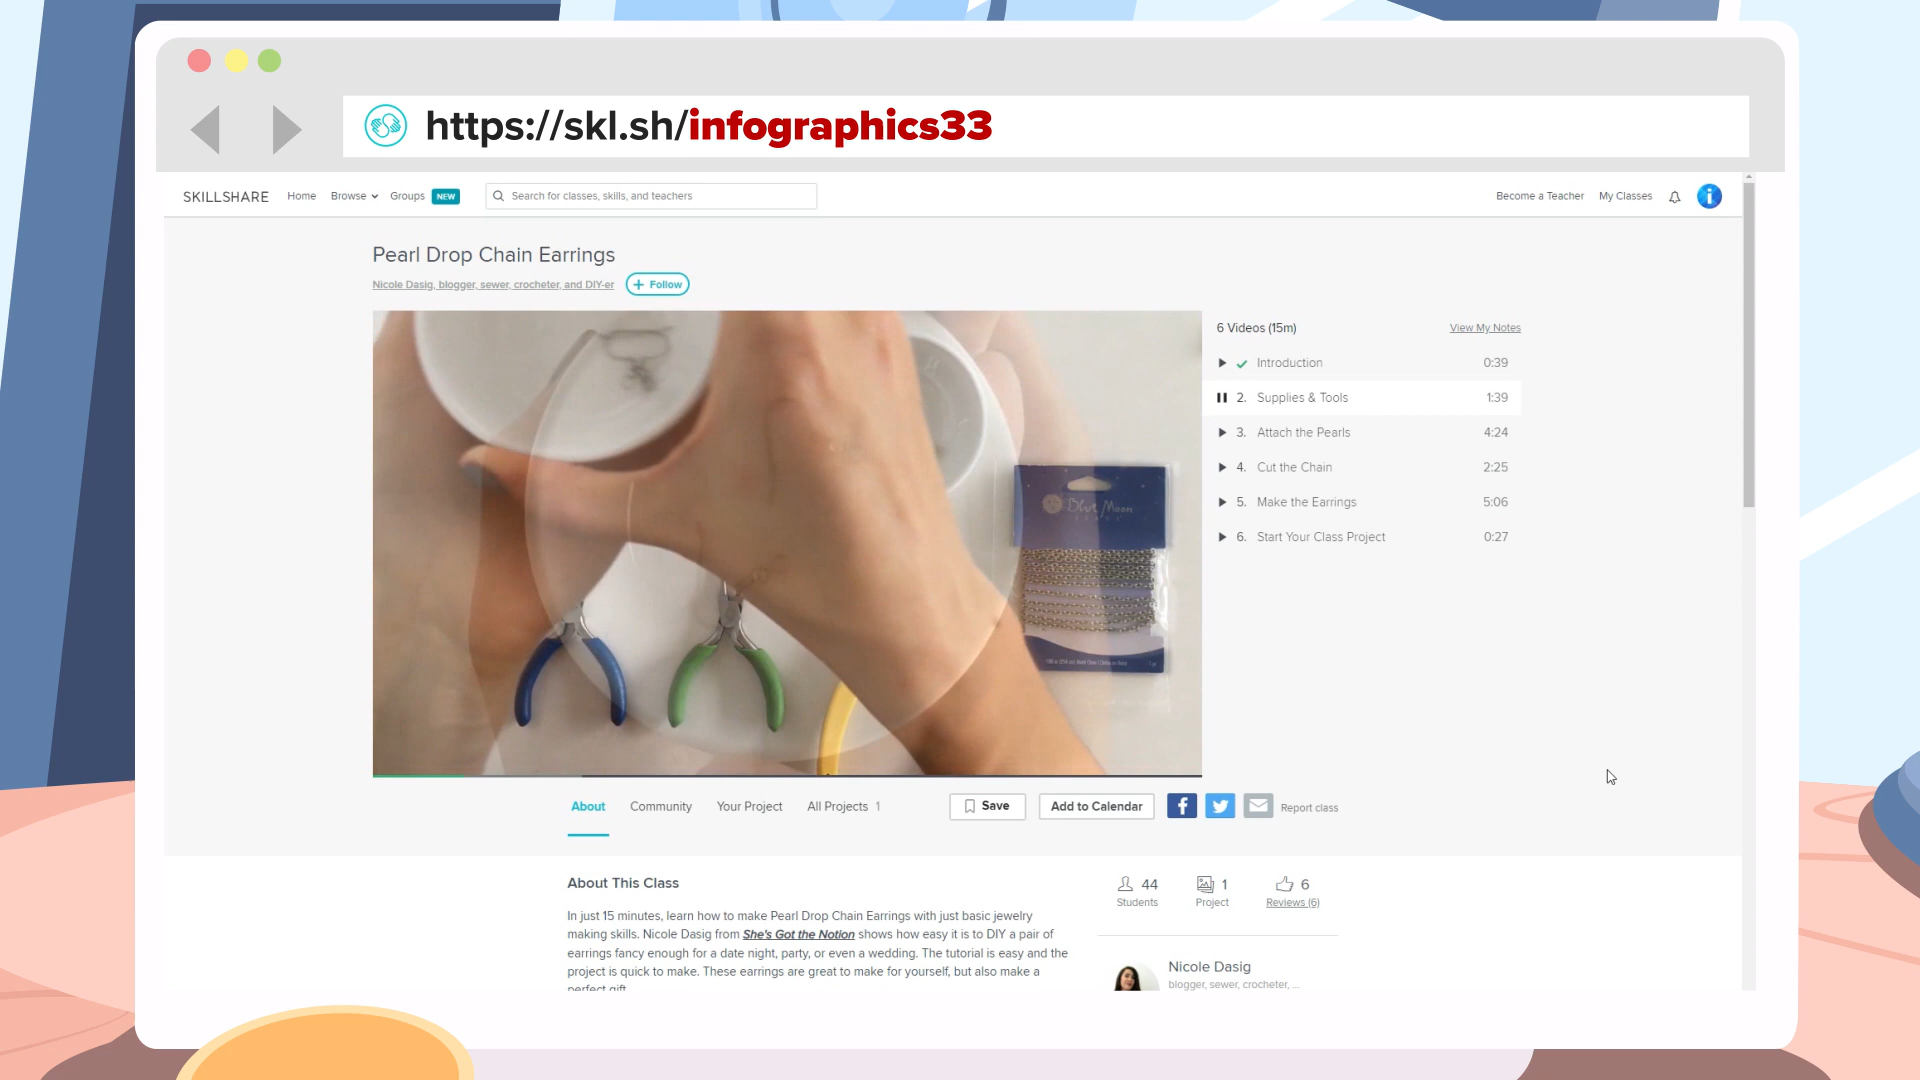 https://skl.sh/infographics33
SKILLSHARE Home Browse Groups NEW Search for classes, skills, and teachers Become a Teacher My Classes
Pearl Drop Chain Earrings
Nicole Dasig, blogger, sewer, crocheter, and DIY-er + Follow
6 Videos (15m) View My Notes
Introduction 0:39
2. Supplies & Tools 1:39
3. Attach the Pearls 4:24
4. Cut the Chain 2:25
5. Make the Earrings 5:06
6. Start Your Class Project 0:27
Blue Moon
About Community Your Project All Projects 1 Save Add to Calendar Report class
About This Class
In just 15 minutes, learn how to make Pearl Drop Chain Earrings with just basic jewelry
making skills. Nicole Dasig from She's Got the Notion shows how easy it is to DIY a pair of
earrings fancy enough for a date night, party, or even a wedding. The tutorial is easy and the
project is quick to make. These earrings are great to make for yourself, but also make a
perfect gift
44 1 6
Students Project Reviews (6)
Nicole Dasig
blogger, sewer, crocheter, ...